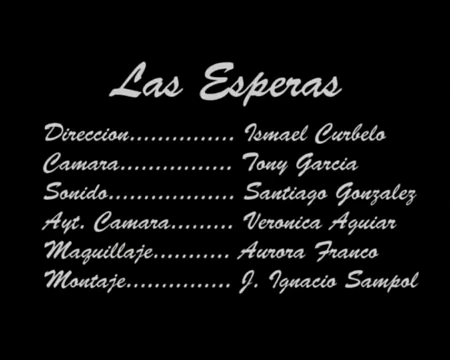 Las Esperas
Direccion............... Ismael Curbelo
Camara................ Tony Garcia
Sonido.................. Santiago Gonzalez
Ayt. Camara......... Veronica Aguiar
Maquillaje........... Aurora Franco
Montaje............... J. Ignacio Sampol